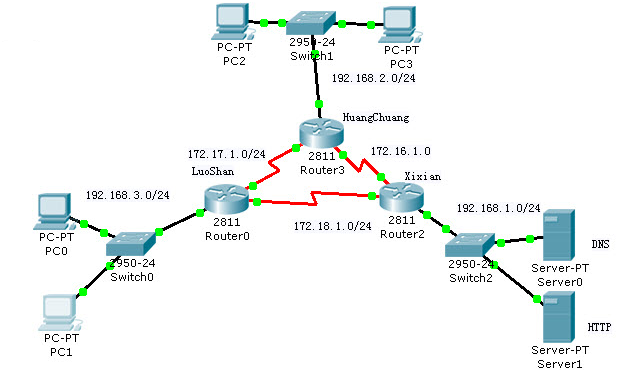 PC-PT
PC2
2950-24
Switch1
PC-PT
PC3
192.168.2.0/24
HuangChuang
2811
Router3
172.17.1.0/24
172.16.1.0
LuoShan
2811
Router0
Xixian
2811
Router2
172.18.1.0/24
192.168.3.0/24
PC-PT
PC0
2950-24
Switch0
PC-PT
PC1
192.168.1.0/24
2950-24
Switch2
Server-PT
Server0
DNS
Server-PT
Server1
HTTP